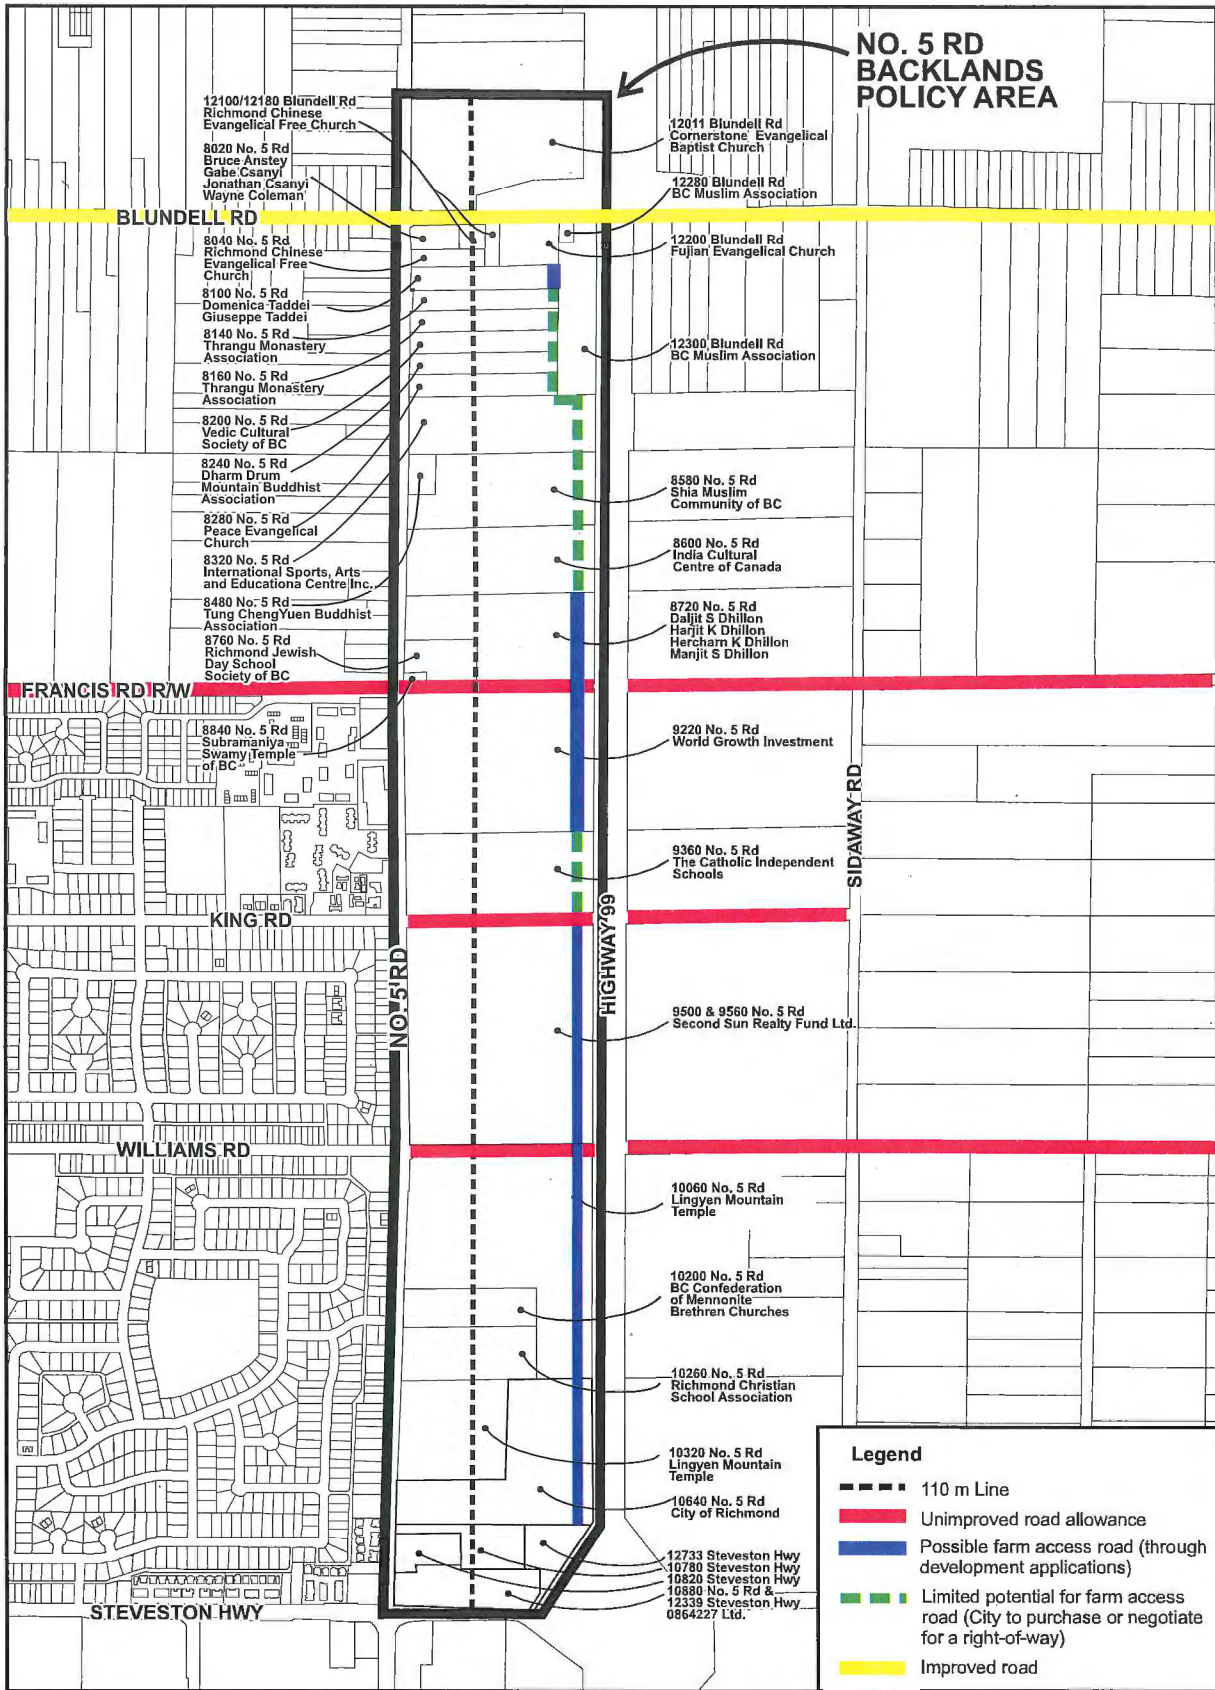 NO. 5 RD
BACKLANDS
POLICY AREA
12100/12180 Blundell Rd
Richmond Chinese
Evangelical Free Church
8020 No. 5 Rd
Bruce Anstey
Gabe Csanyi
Jonathan Csanyi
Wayne Coleman
12011 Blundell Rd
Cornerstone Evangelical
Baptist Church
12280 Blundell Rd
BC Muslim Association
BLUNDELL RD
8040 No. 5 Rd
Richmond Chinese
Evangelical Free
Church
12200 Blundell Rd
Fujian Evangelical Church
8100 No. 5 Rd
Domenica Taddei
Giuseppe Taddei
8140 No. 5 Rd
Thrangu Monastery
Association
12300 Blundell Rd
BC Muslim Association
8160 No. 5 Rd
Thrangu Monastery
Association
8200 No. 5 Rd
Vedic Cultural
Society of BC
8240 No. 5 Rd
Dharm Drum
Mountain Buddhist
Association
8580 No. 5 Rd
Shia Muslim
Community of BC
8280 No. 5 Rd
Peace Evangelical
Church
8320 No. 5 Rd
International Sports, Arts
and Educationa Centre Inc.
8600 No. 5 Rd
India Cultural
Centre of Canada
8480 No. 5 Rd
Tung ChengYuen Buddhist
Association
8720 No. 5 Rd
Daljit S Dhillon
Harjit K Dhillon
Hercharn K Dhillon
Manjit S Dhillon
8760 No. 5 Rd
Richmond Jewish
Day School
Society of BC
FRANCIS RD R/W
8840 No. 5 Rd
Subramaniya
Swamy Temple
of BC
9220 No. 5 Rd
World Growth Investment
SIDAWAY RD
9360 No. 5 Rd
The Catholic Independent
Schools
KING RD
HIGHWAY 99
NO. 5 RD
9500 & 9560 No. 5 Rd
Second Sun Realty Fund Ltd.
WILLIAMS RD
10060 No. 5 Rd
Lingyen Mountain
Temple
10200 No. 5 Rd
BC Confederation
of Mennonite
Brethren Churches
10260 No. 5 Rd
Richmond Christian
School Association
10320 No. 5 Rd
Lingyen Mountain
Temple
10640 No. 5 Rd
City of Richmond
12733 Steveston Hwy
10780 Steveston Hwy
10820 Steveston Hwy
10880 No. 5 Rd &
12339 Steveston Hwy
0864227 Ltd.
STEVESTON HWY
Legend
110 m Line
Unimproved road allowance
Possible farm access road (through
development applications)
Limited potential for farm access
road (City to purchase or negotiate
for a right-of-way)
Improved road